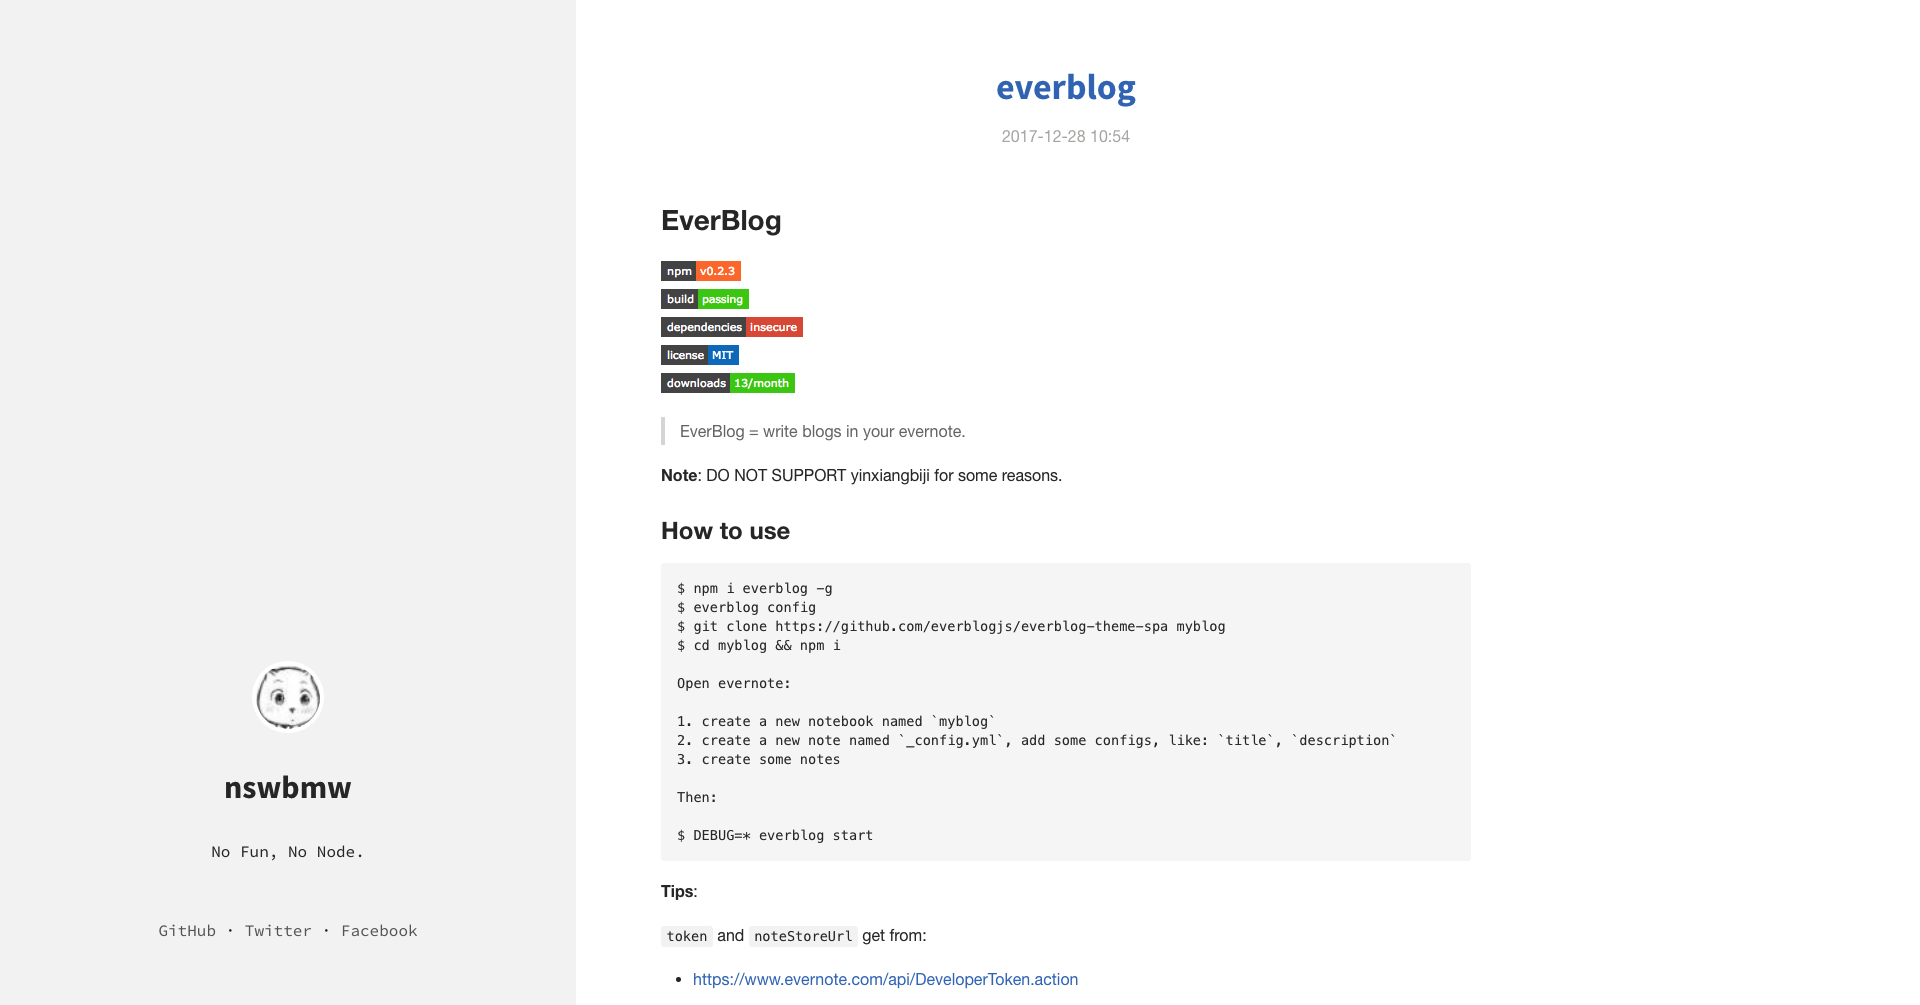 nswbmw
No Fun, No Node.
GitHub · Twitter · Facebook
everblog
2017-12-28 10:54
EverBlog
npm v0.2.3
build passing
dependencies insecure
license MIT
downloads 13/month
EverBlog = write blogs in your evernote.
Note: DO NOT SUPPORT yinxiangbiji for some reasons.
How to use
$ npm i everblog -g
$ everblog config
$ git clone https://github.com/everblogjs/everblog-theme-spa myblog
$ cd myblog && npm i
Open evernote:
1. create a new notebook named `myblog`
2. create a new note named `_config.yml`, add some configs, like: `title`, `description`
3. create some notes
Then:
$ DEBUG=* everblog start
Tips:
token and noteStoreUrl get from:
• https://www.evernote.com/api/DeveloperToken.action